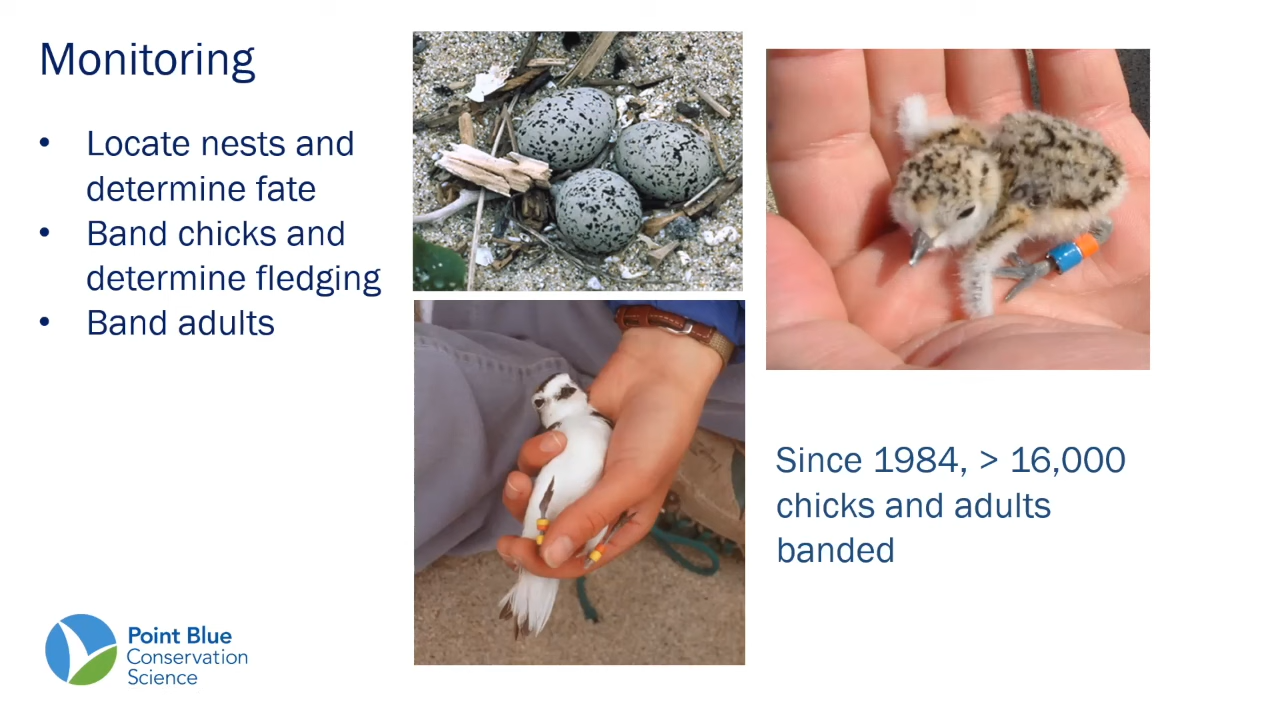 Monitoring
• Locate nests and
determine fate
• Band chicks and
determine fledging
• Band adults
Since 1984, > 16,000
chicks and adults
banded
Point Blue
Conservation
Science